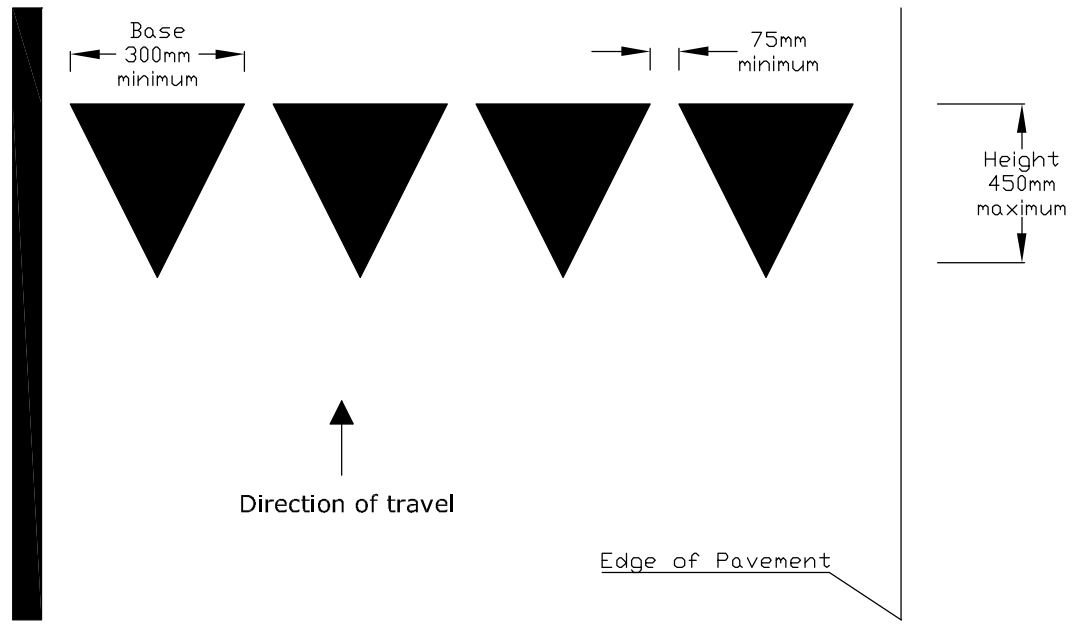 Base
300mm
minimum
75mm
minimum
Height
450mm
maximum
Direction of travel
Edge of Pavement